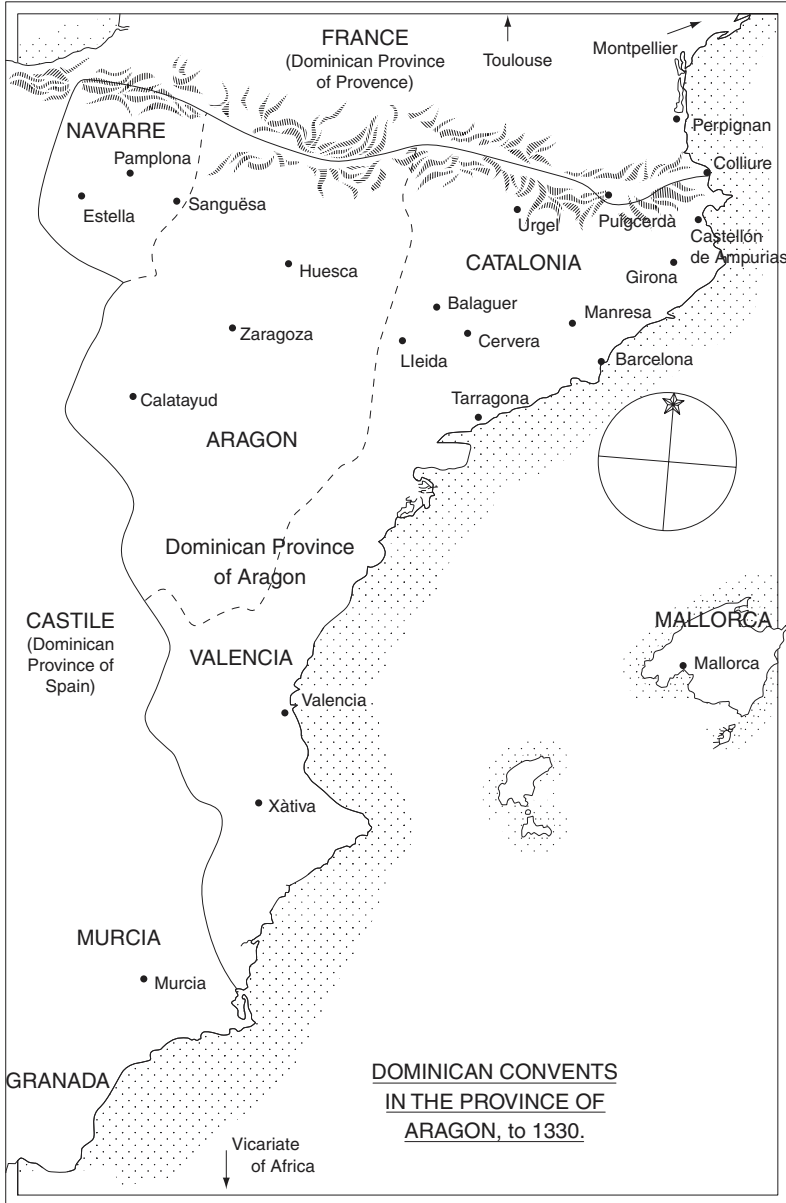 FRANCE
(Dominican Province
of Provence)
Toulouse
Montpellier
NAVARRE
Pamplona
Estella
Sanguësa
Perpignan
Colliure
Urgel
Puigcerdà
Castellón
de Ampurias
Huesca
CATALONIA
Girona
Balaguer
Manresa
Zaragoza
Cervera
Lleida
Barcelona
Calatayud
Tarragona
ARAGON
Dominican Province
of Aragon
CASTILE
(Dominican
Province of
Spain)
VALENCIA
MALLORCA
Mallorca
Valencia
Xàtiva
MURCIA
Murcia
GRANADA
DOMINICAN CONVENTS
IN THE PROVINCE OF
ARAGON, to 1330.
Vicariate
of Africa